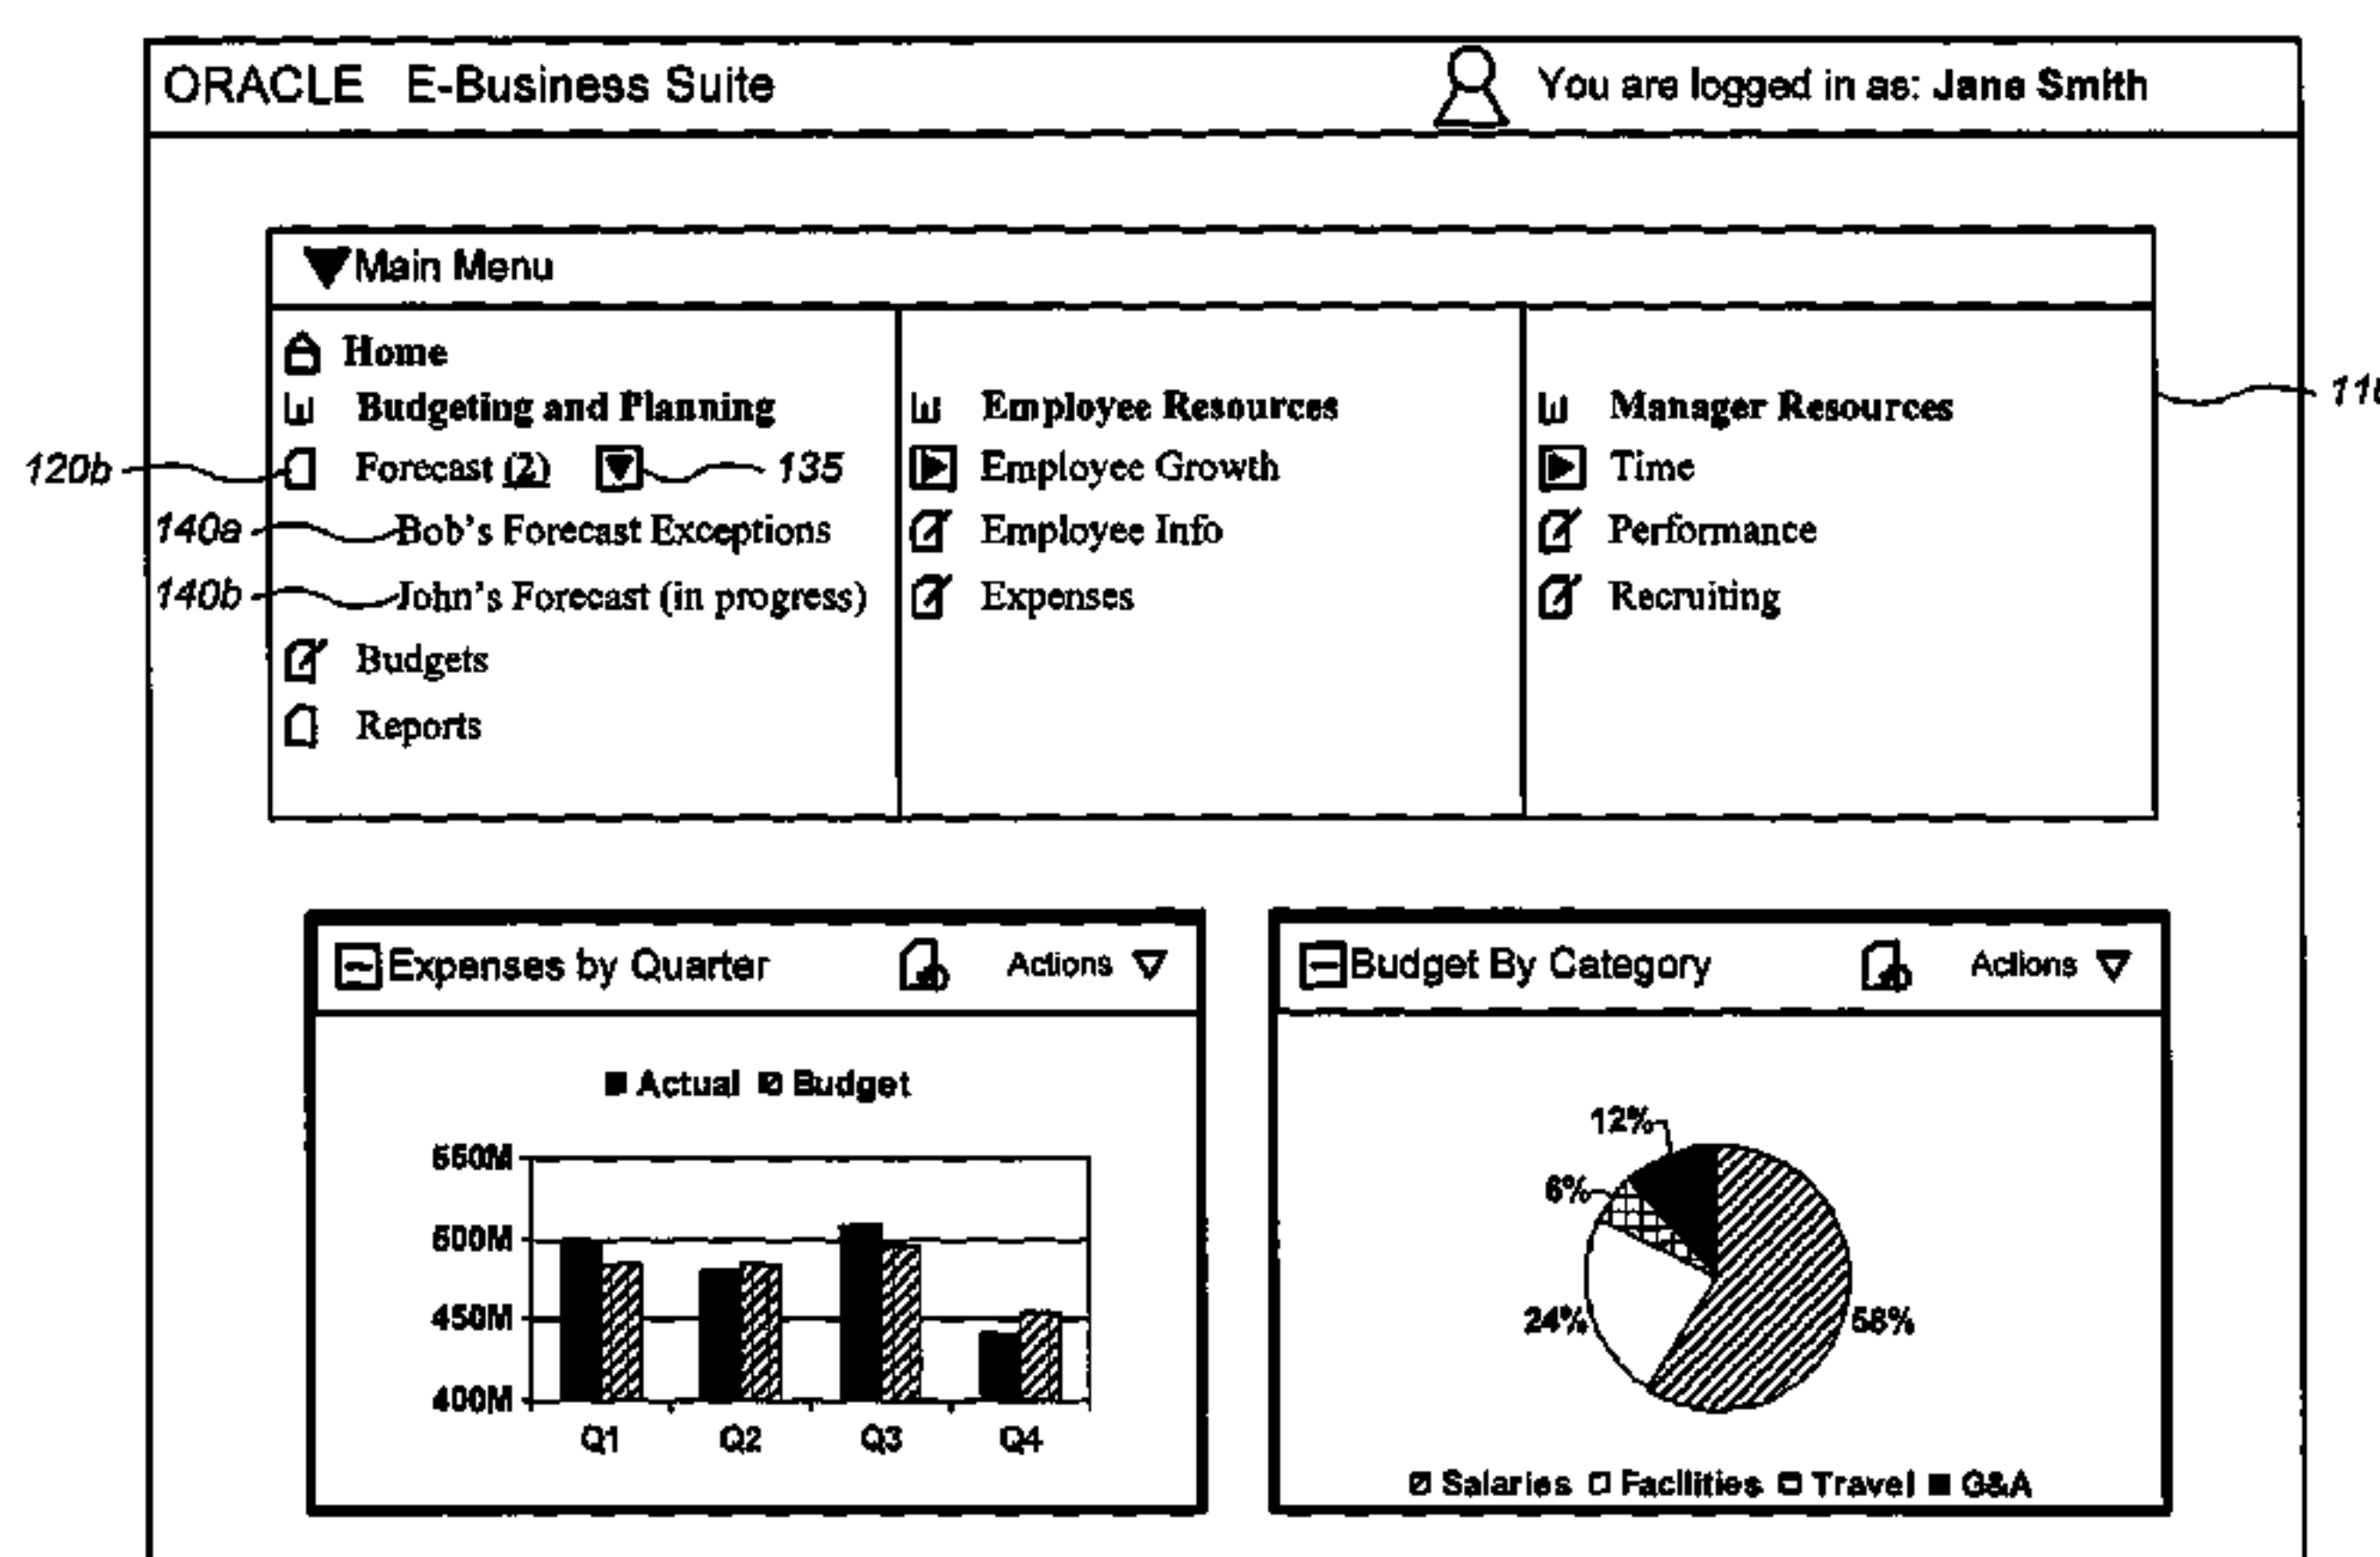 ORACLE E-Business Suite You are logged in as: Jane Smith
Main Menu
Home
Budgeting and Planning Employee Resources Manager Resources
120b Forecast (2) 135 Employee Growth Time
140a Bob's Forecast Exceptions Employee Info Performance
140b John's Forecast (in progress) Expenses Recruiting
Budgets
Reports
Expenses by Quarter Actions Budget By Category Actions
Actual Budget
550M
500M
450M
400M
Q1 Q2 Q3 Q4
12%
6%
24% 58%
Salaries Facilities Travel G&A